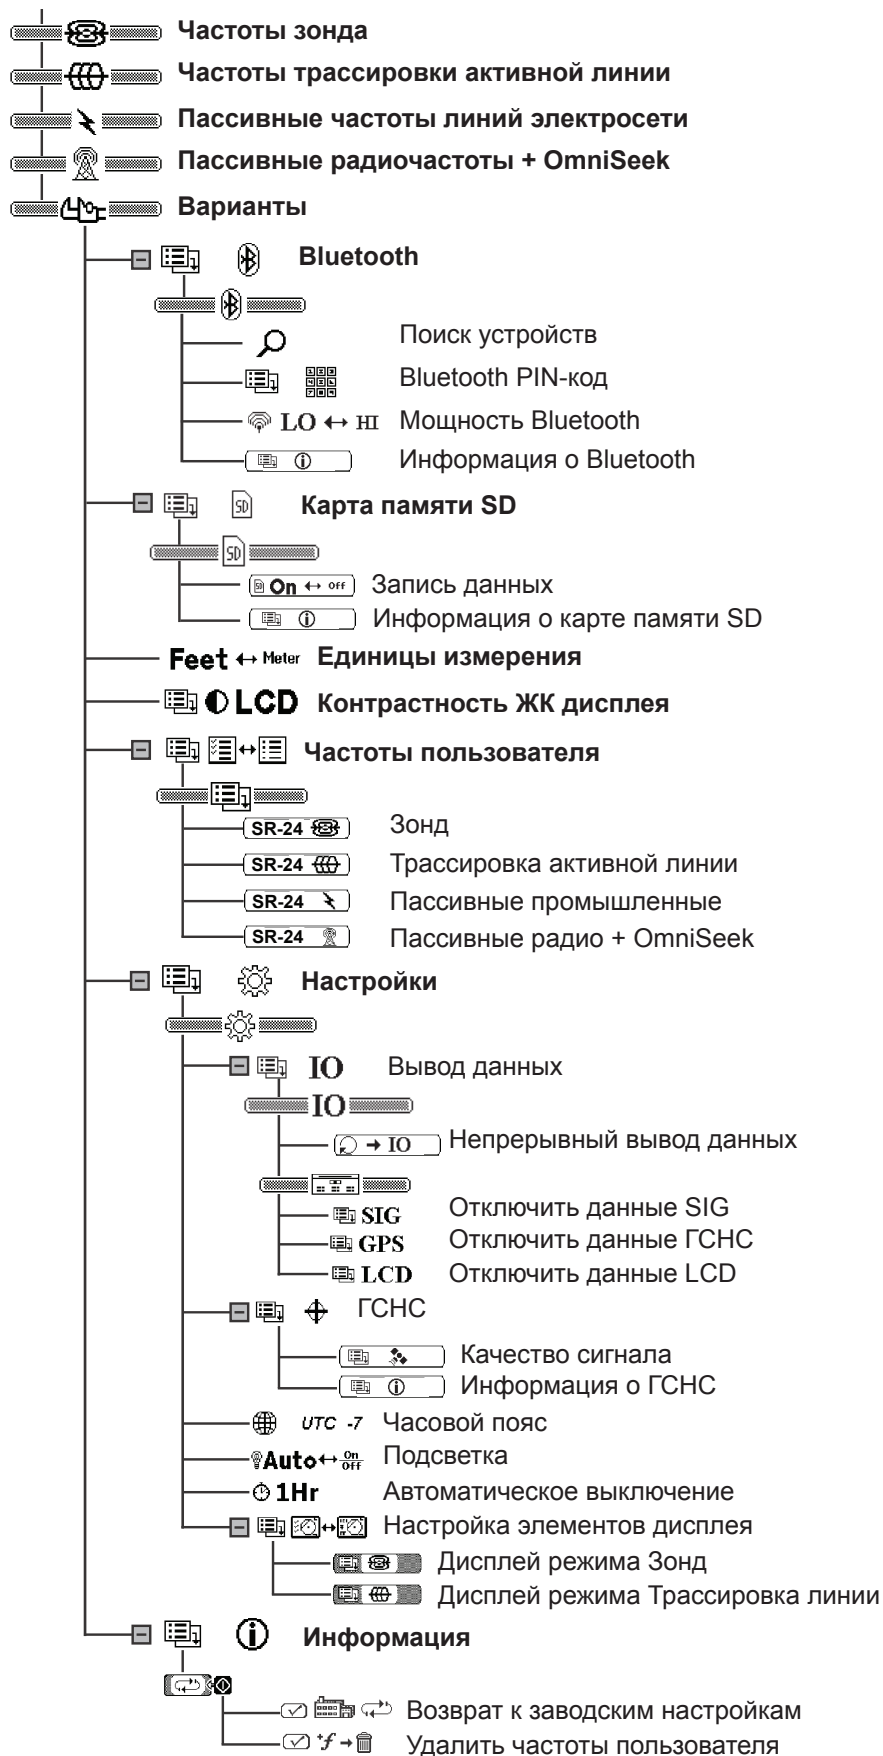 Частоты зонда
Частоты трассировки активной линии
Пассивные частоты линий электросети
Пассивные радиочастоты + OmniSeek
Варианты
Bluetooth
Поиск устройств
Bluetooth PIN-код
LO ↔ HI Мощность Bluetooth
Информация о Bluetooth
SD Карта памяти SD
SD
On ↔ Off Запись данных
Информация о карте памяти SD
Feet ↔ Meter Единицы измерения
LCD Контрастность ЖК дисплея
Частоты пользователя
SR-24 Зонд
SR-24 Трассировка активной линии
SR-24 Пассивные промышленные
SR-24 Пассивные радио + OmniSeek
Настройки
IO Вывод данных
IO
→ IO Непрерывный вывод данных
SIG Отключить данные SIG
GPS Отключить данные ГСНС
LCD Отключить данные LCD
ГСНС
Качество сигнала
Информация о ГСНС
UTC -7 Часовой пояс
Auto ↔ On Off Подсветка
1Hr Автоматическое выключение
Настройка элементов дисплея
Дисплей режима Зонд
Дисплей режима Трассировка линии
Информация
Возврат к заводским настройкам
+f → Удалить частоты пользователя